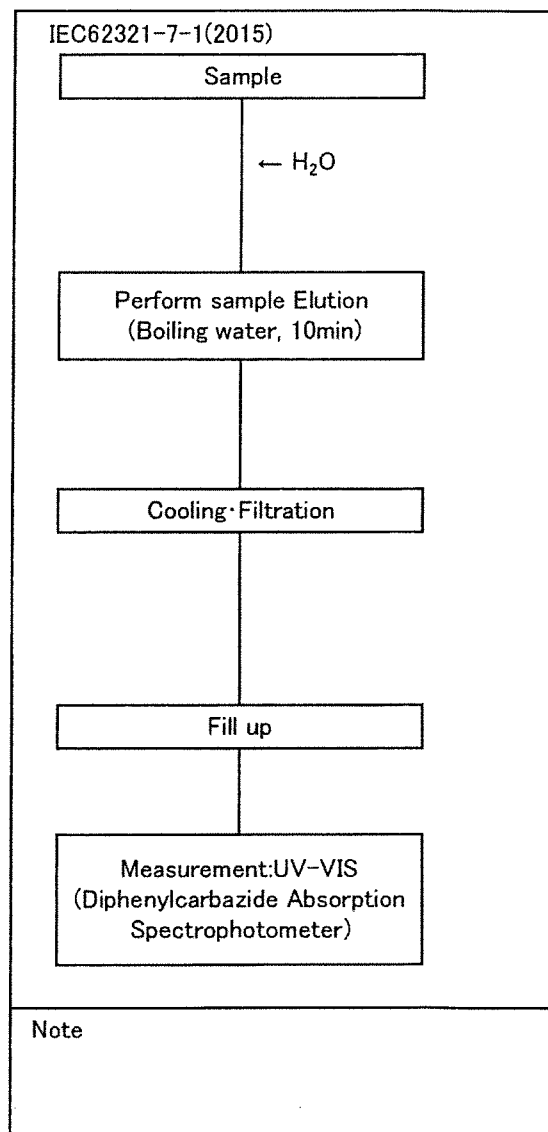 IEC62321-7-1(2015)
Sample
← H₂O
Perform sample Elution
(Boiling water, 10min)
Cooling・Filtration
Fill up
Measurement:UV-VIS
(Diphenylcarbazide Absorption
Spectrophotometer)
Note